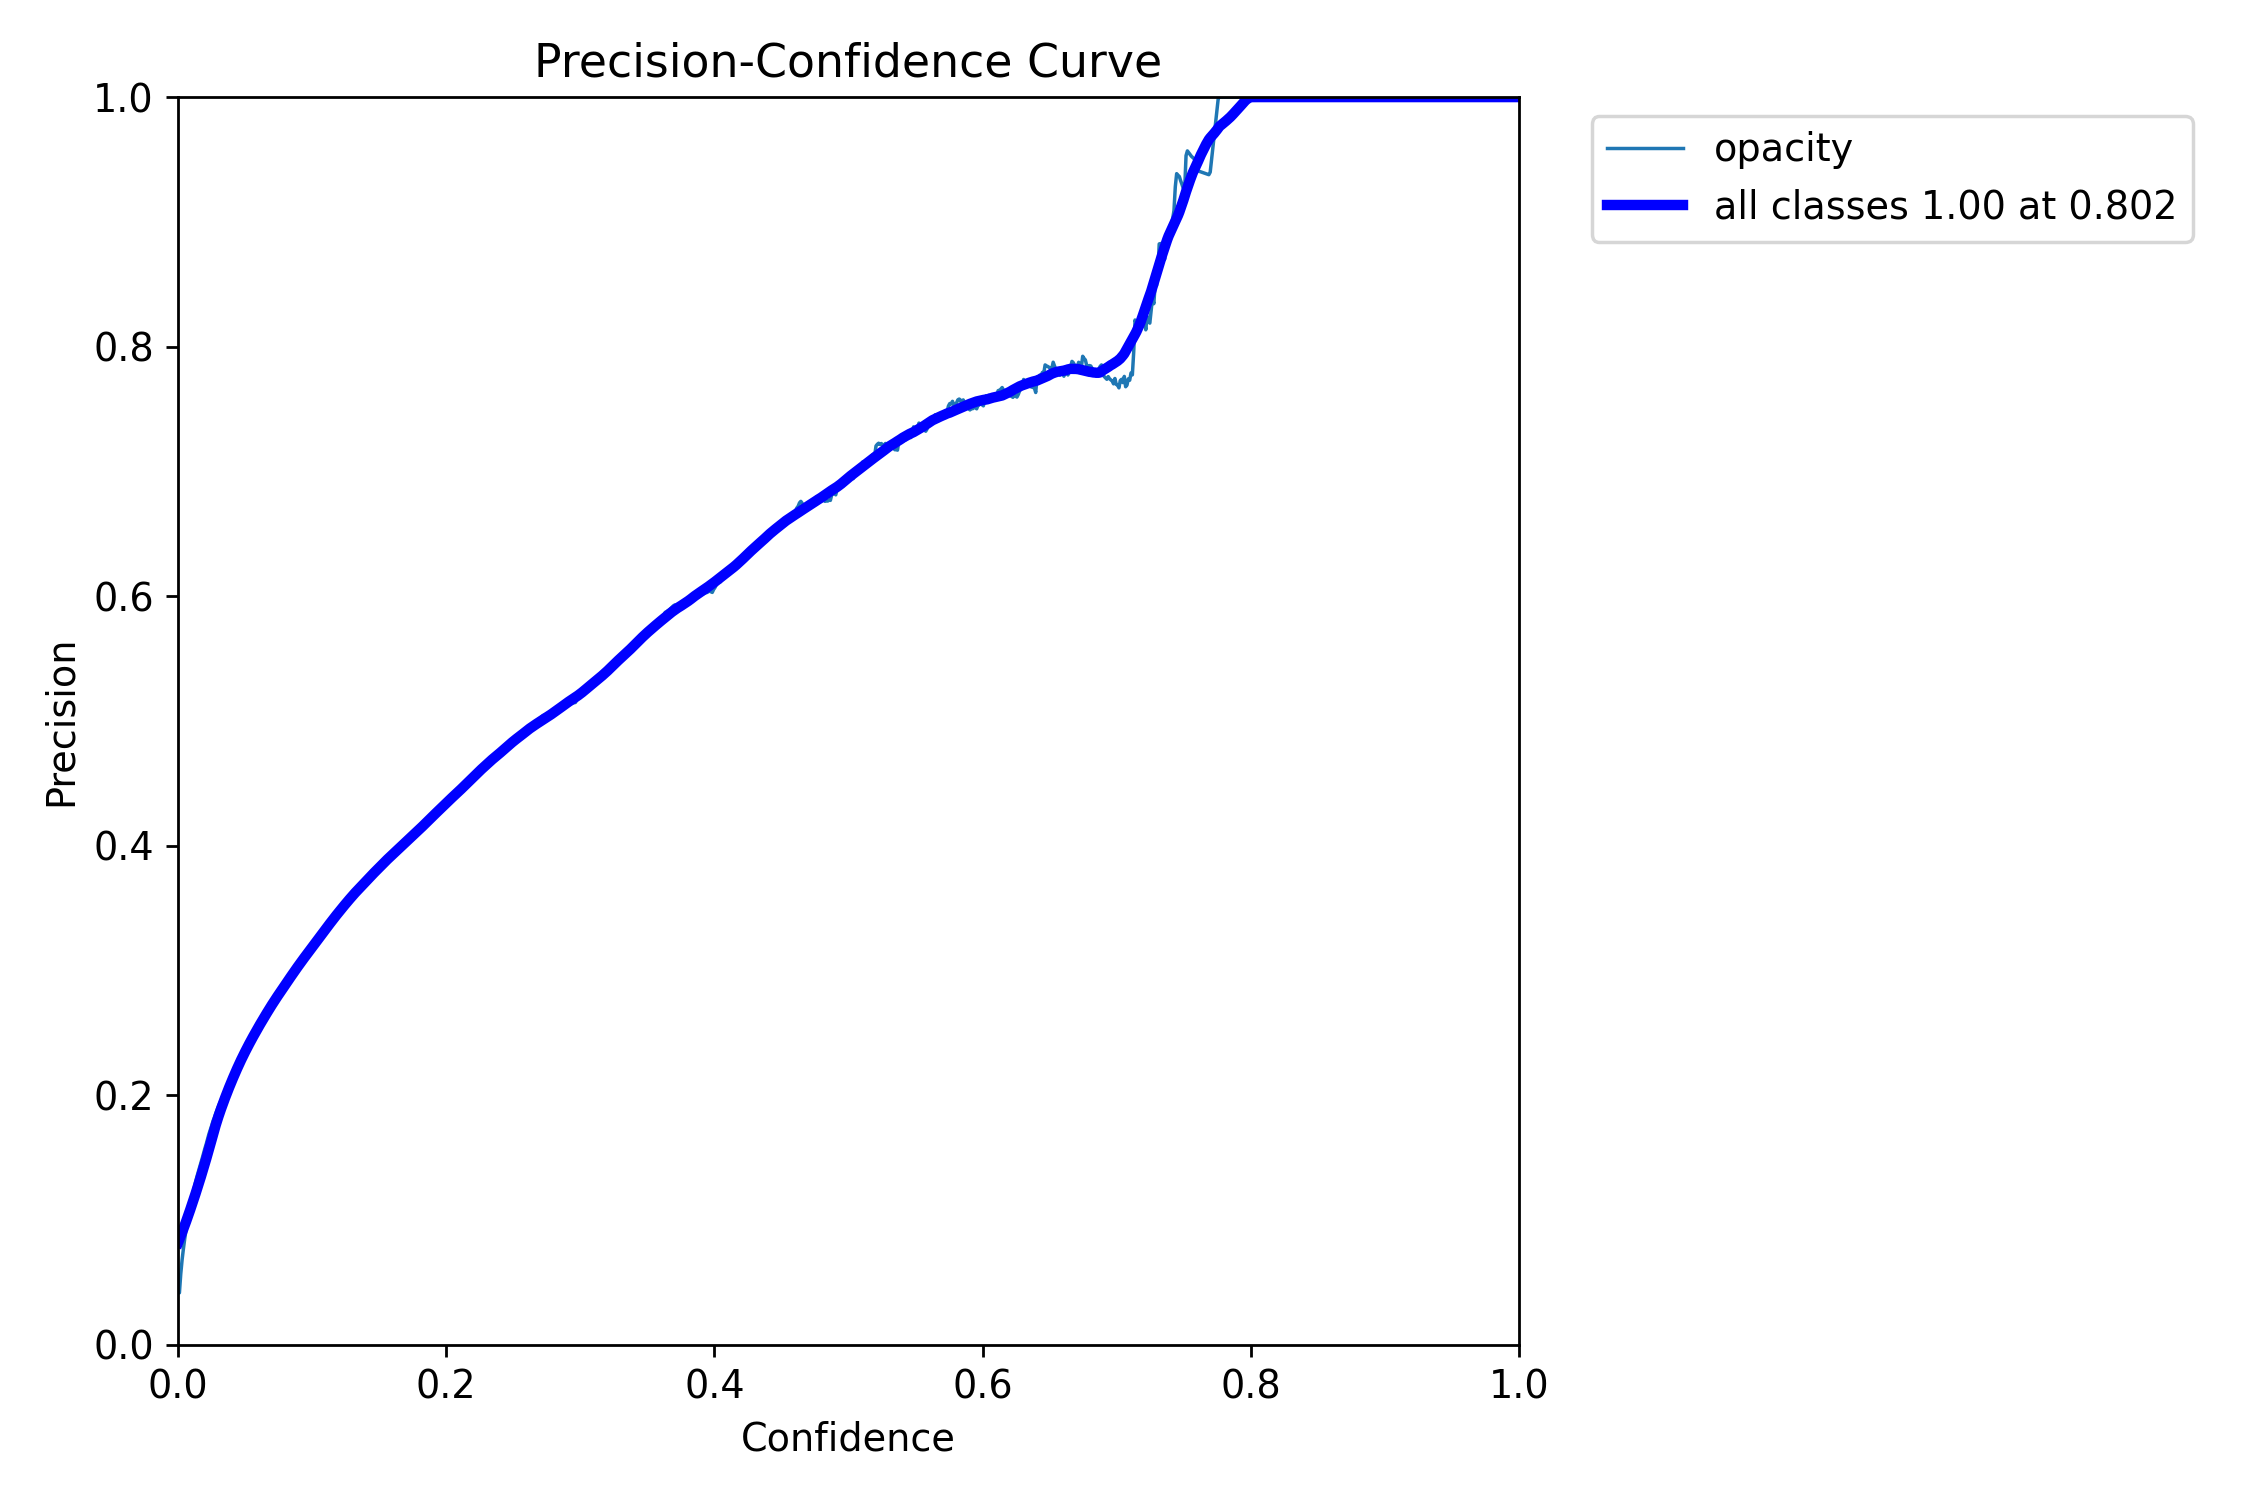 Precision-Confidence Curve
1.0
0.8
0.6
0.4
0.2
0.0
Precision
0.0 0.2 0.4 0.6 0.8 1.0
Confidence
opacity
all classes 1.00 at 0.802